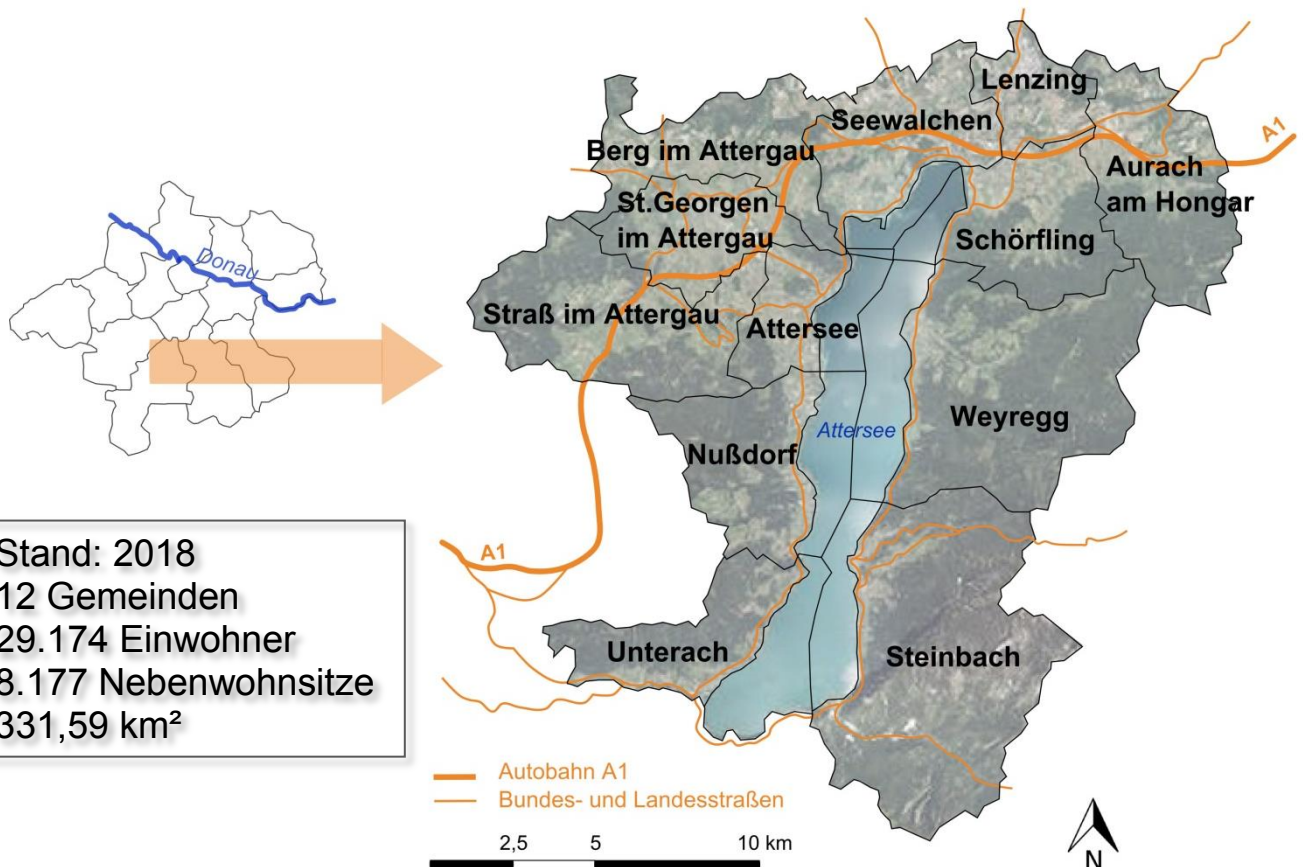 Lenzing
Seewalchen
A1
Berg im Attergau
Aurach
am Hongar
St.Georgen
im Attergau
Schörfling
Donau
Straß im Attergau
Attersee
Weyregg
Attersee
Nußdorf
A1
Stand: 2018
12 Gemeinden
29.174 Einwohner
8.177 Nebenwohnsitze
331,59 km²
Unterach
Steinbach
Autobahn A1
Bundes- und Landesstraßen
2,5 5 10 km
N